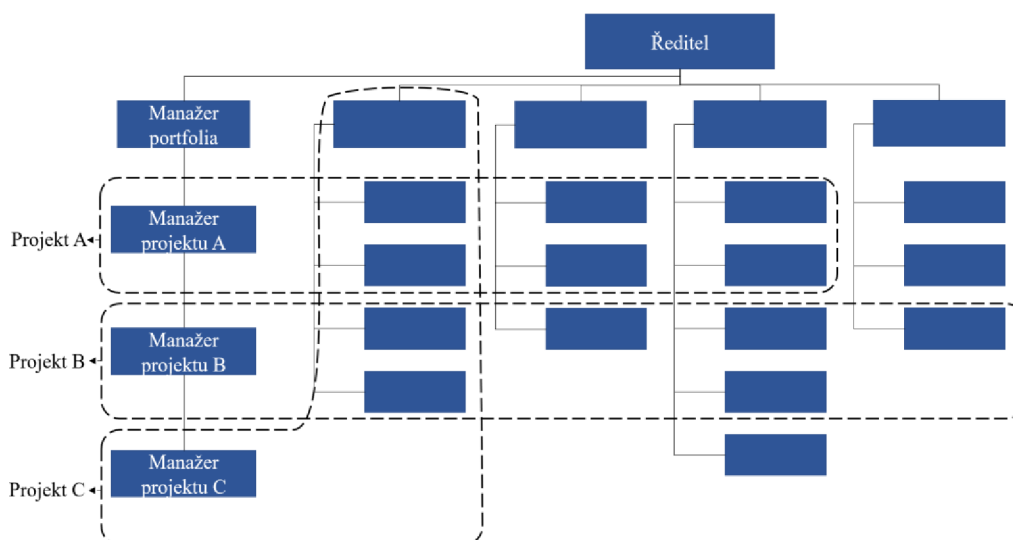 Ředitel
Manažer
portfolia
Manažer
projektu A
Projekt A
Manažer
projektu B
Projekt B
Manažer
projektu C
Projekt C